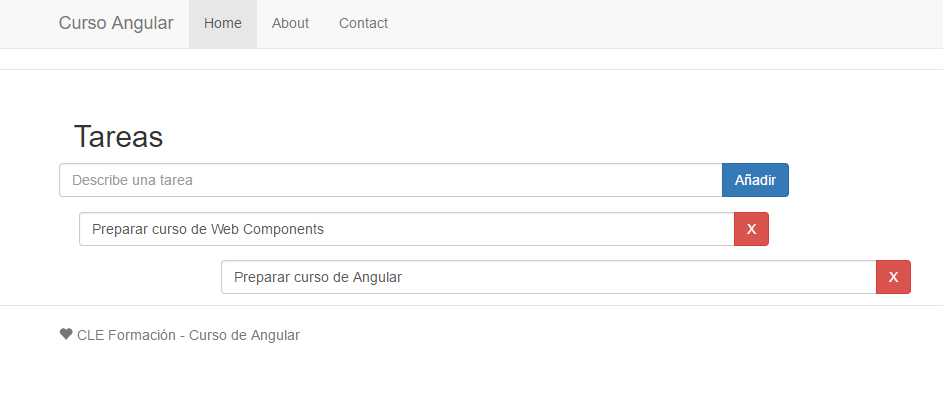 Curso Angular Home About Contact
Tareas
Describe una tarea Añadir
Preparar curso de Web Components X
Preparar curso de Angular X
CLE Formación - Curso de Angular